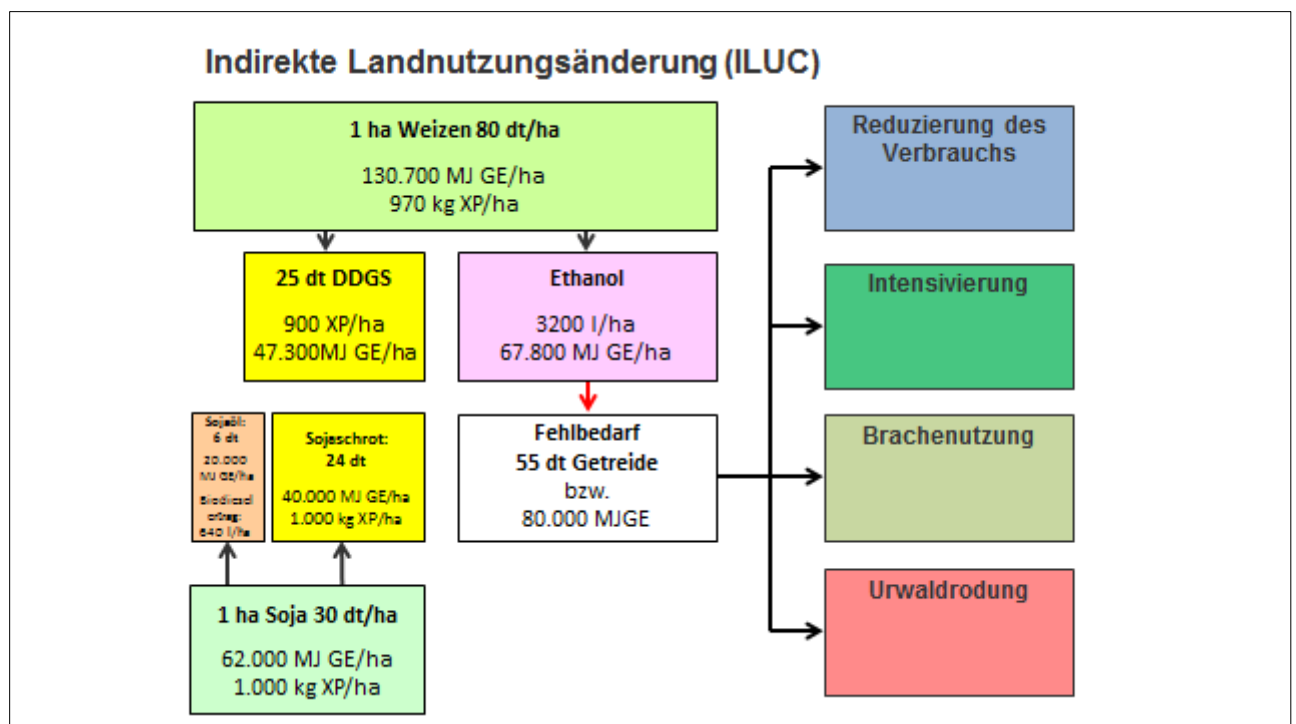 Indirekte Landnutzungsänderung (ILUC)
1 ha Weizen 80 dt/ha
130.700 MJ GE/ha
970 kg XP/ha
25 dt DDGS
900 XP/ha
47.300MJ GE/ha
Ethanol
3200 l/ha
67.800 MJ GE/ha
Sojaöl:
6 dt
20.000
MJ GE/ha
Biodiesel
ertrag:
640 l/ha
Sojaschrot:
24 dt
40.000 MJ GE/ha
1.000 kg XP/ha
Fehlbedarf
55 dt Getreide
bzw.
80.000 MJGE
1 ha Soja 30 dt/ha
62.000 MJ GE/ha
1.000 kg XP/ha
Reduzierung des
Verbrauchs
Intensivierung
Brachenutzung
Urwaldrodung